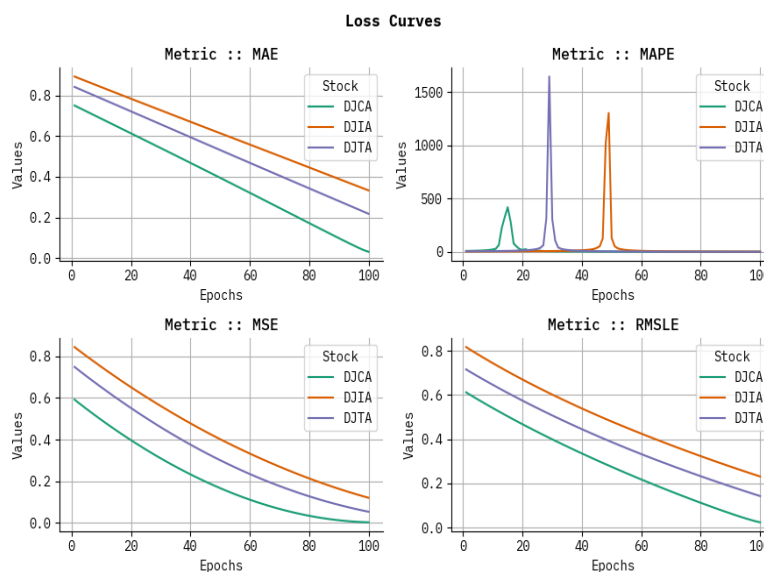 Loss Curves
Metric :: MAE
Values
0.8
0.6
0.4
0.2
0.0
0 20 40 60 80 100
Epochs
Stock
DJCA
DJIA
DJTA
Metric :: MAPE
Values
1500
1000
500
0
0 20 40 60 80 10
Epochs
Stock
DJCA
DJIA
DJTA
Metric :: MSE
Values
0.8
0.6
0.4
0.2
0.0
0 20 40 60 80 100
Epochs
Stock
DJCA
DJIA
DJTA
Metric :: RMSLE
Values
0.8
0.6
0.4
0.2
0.0
0 20 40 60 80 10
Epochs
Stock
DJCA
DJIA
DJTA